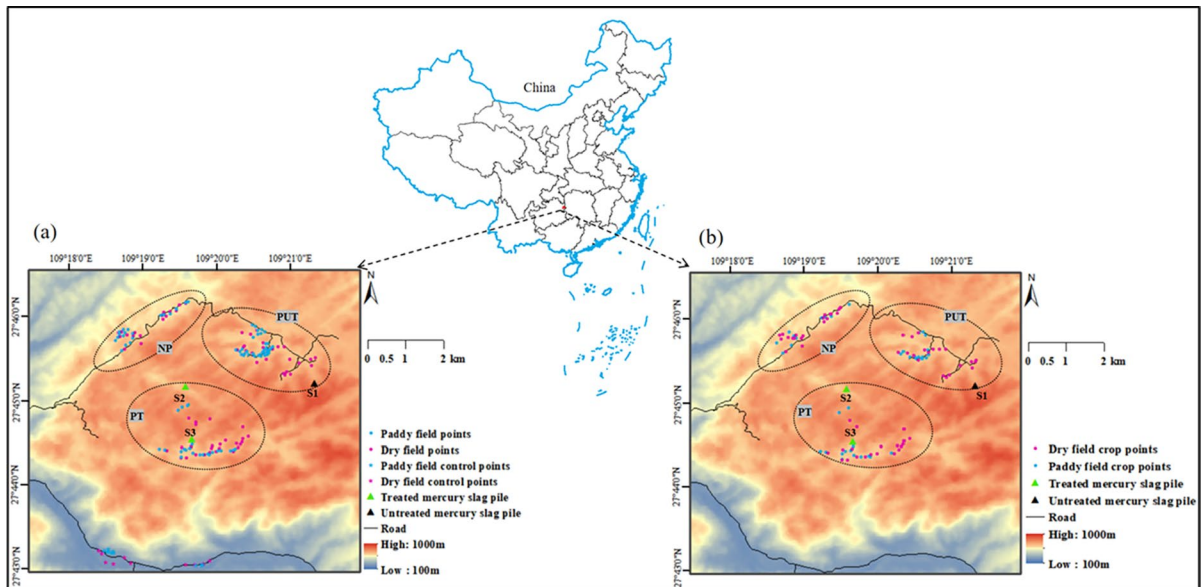 China
(a)
109°18'0"E 109°19'0"E 109°20'0"E 109°21'0"E
N
27°46'0"N
27°45'0"N
27°44'0"N
27°43'0"N
NP
PUT
PT
S1
S2
S3
0 0.5 1 2 km
Paddy field points
Dry field points
Paddy field control points
Dry field control points
Treated mercury slag pile
Untreated mercury slag pile
Road
High: 1000m
Low : 100m
(b)
109°18'0"E 109°19'0"E 109°20'0"E 109°21'0"E
N
27°46'0"N
27°45'0"N
27°44'0"N
27°43'0"N
NP
PUT
PT
S1
S2
S3
0 0.5 1 2 km
Dry field crop points
Paddy field crop points
Treated mercury slag pile
Untreated mercury slag pile
Road
High: 1000m
Low : 100m